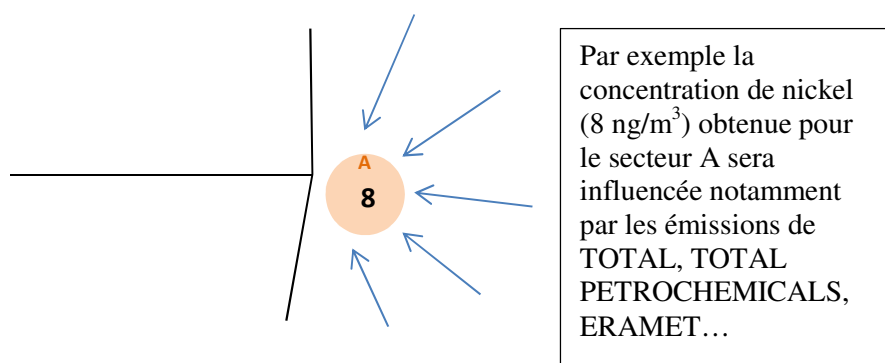 A
8
Par exemple la
concentration de nickel
(8 ng/m³) obtenue pour
le secteur A sera
influencée notamment
par les émissions de
TOTAL, TOTAL
PETROCHEMICALS,
ERAMET…